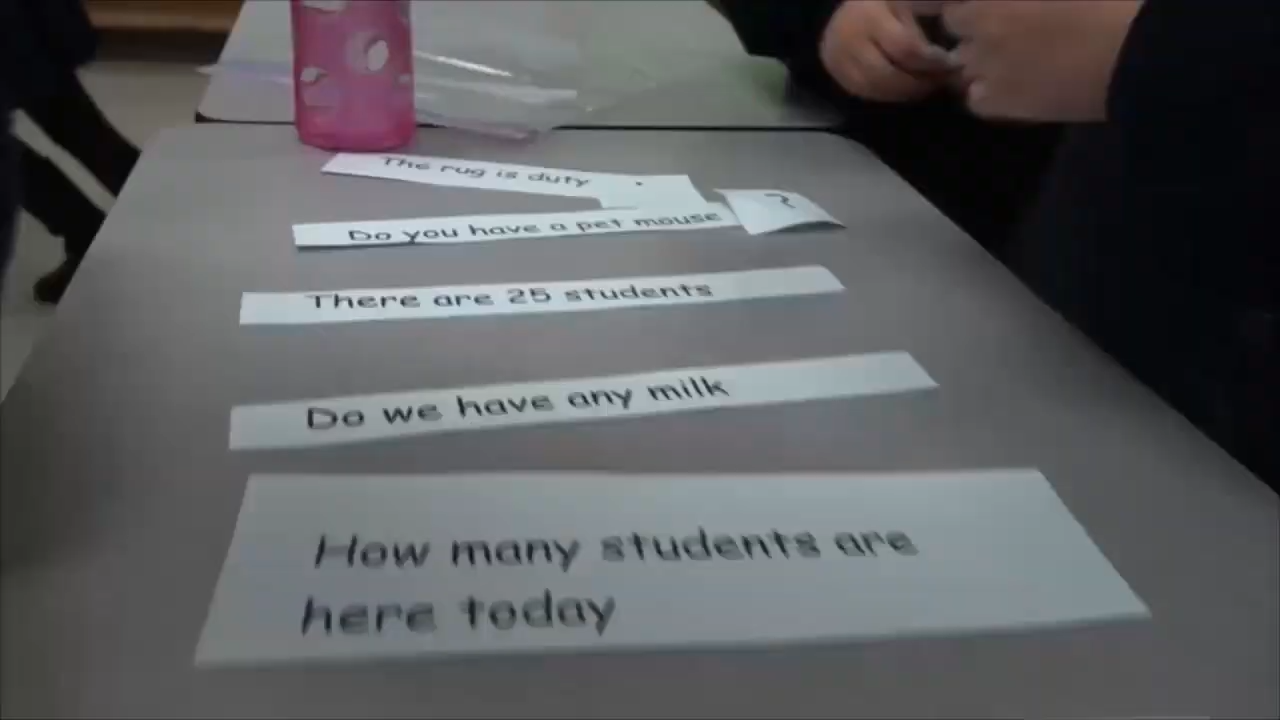 The rug is duty
.
Do you have a pet mouse
?
There are 25 students
Do we have any milk
How many students are
here today